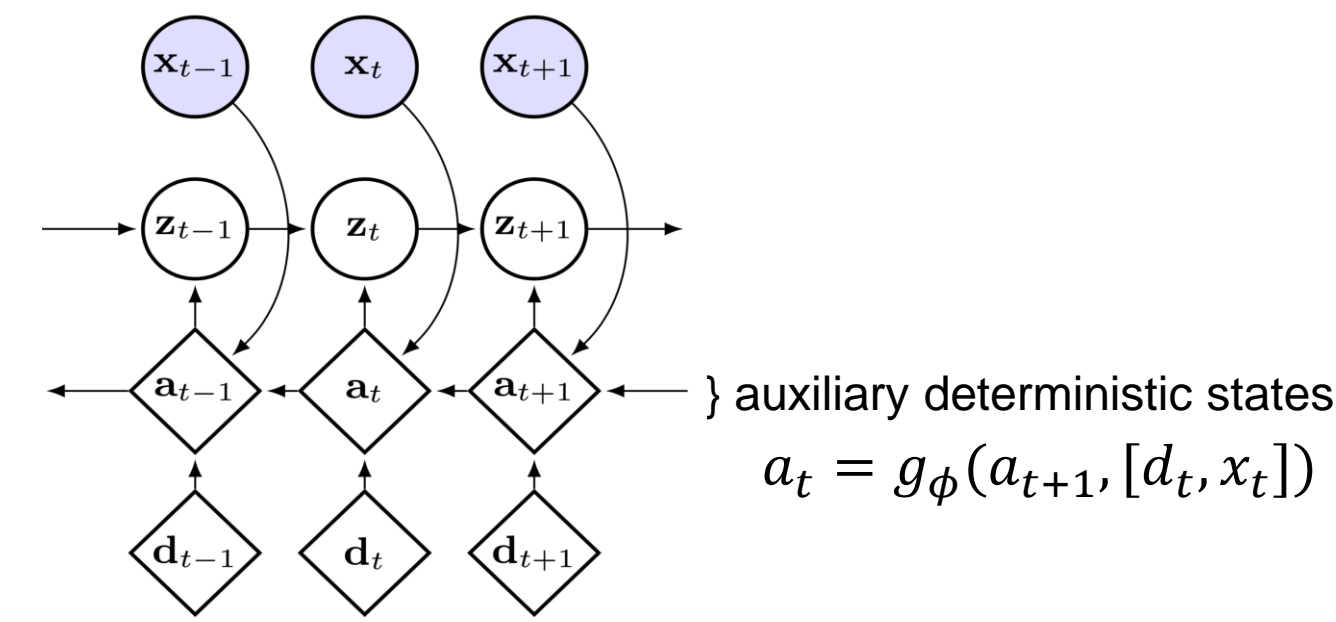 x_{t-1} x_t x_{t+1}
z_{t-1} z_t z_{t+1}
a_{t-1} a_t a_{t+1} } auxiliary deterministic states
a_t = g_ϕ(a_{t+1}, [d_t, x_t])
d_{t-1} d_t d_{t+1}